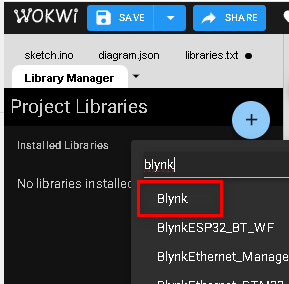 WOKWI SAVE SHARE
sketch.ino diagram.json libraries.txt
Library Manager
Project Libraries
Installed Libraries
No libraries installed
blynk
Blynk
BlynkESP32_BT_WF
BlynkEthernet_Manage